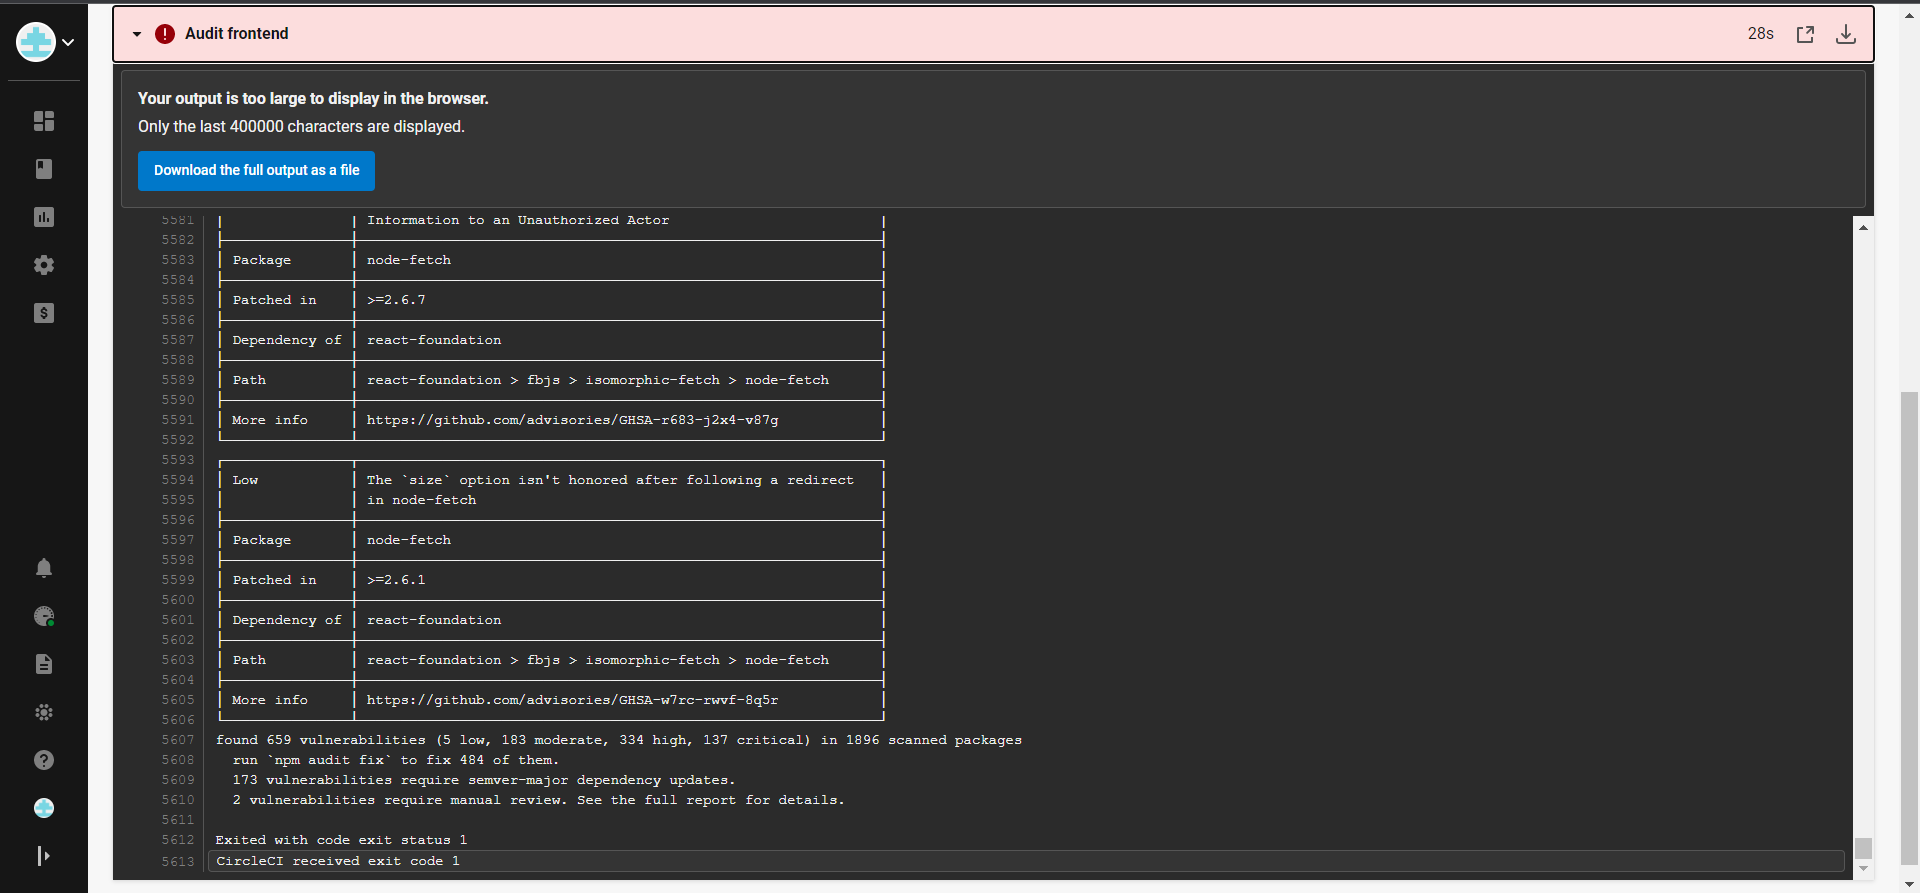 Audit frontend
28s
Your output is too large to display in the browser.
Only the last 400000 characters are displayed.
Download the full output as a file
5581 Information to an Unauthorized Actor
5582
5583 Package node-fetch
5584
5585 Patched in >=2.6.7
5586
5587 Dependency of react-foundation
5588
5589 Path react-foundation > fbjs > isomorphic-fetch > node-fetch
5590
5591 More info https://github.com/advisories/GHSA-r683-j2x4-v87g
5592
5593
5594 Low The `size` option isn't honored after following a redirect
5595 in node-fetch
5596
5597 Package node-fetch
5598
5599 Patched in >=2.6.1
5600
5601 Dependency of react-foundation
5602
5603 Path react-foundation > fbjs > isomorphic-fetch > node-fetch
5604
5605 More info https://github.com/advisories/GHSA-w7rc-rwvf-8q5r
5606
5607 found 659 vulnerabilities (5 low, 183 moderate, 334 high, 137 critical) in 1896 scanned packages
5608 run `npm audit fix` to fix 484 of them.
5609 173 vulnerabilities require semver-major dependency updates.
5610 2 vulnerabilities require manual review. See the full report for details.
5611
5612 Exited with code exit status 1
5613 CircleCI received exit code 1